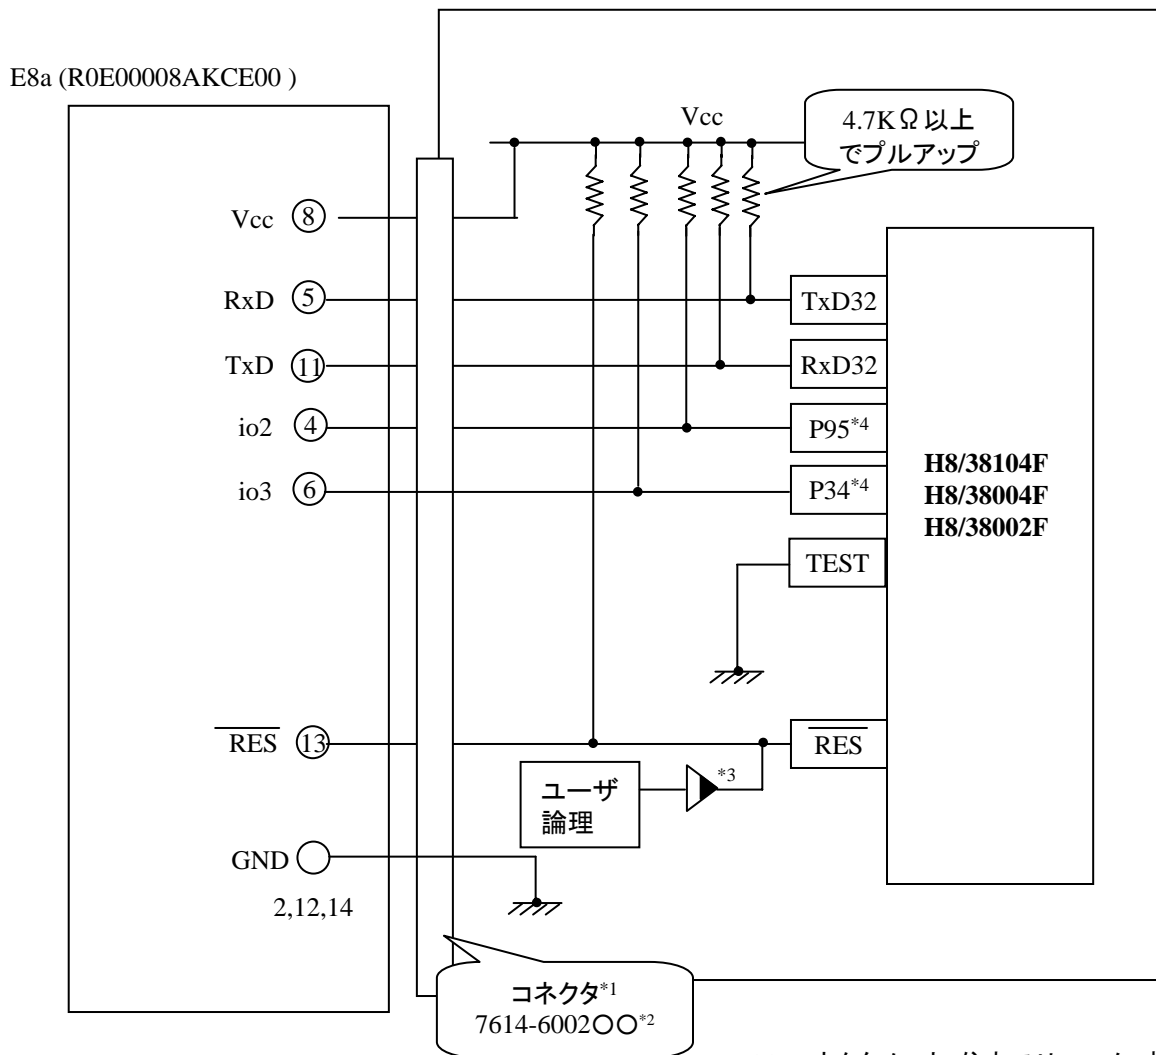 E8a (R0E00008AKCE00 )
Vcc
4.7KΩ以上
でプルアップ
Vcc ⑧
RxD ⑤
TxD32
TxD ⑪
RxD32
io2 ④
P95*4
io3 ⑥
P34*4
H8/38104F
H8/38004F
H8/38002F
TEST
RES ⑬
RES
*3
ユーザ
論理
GND
2,12,14
コネクタ*1
7614-6002〇〇*2